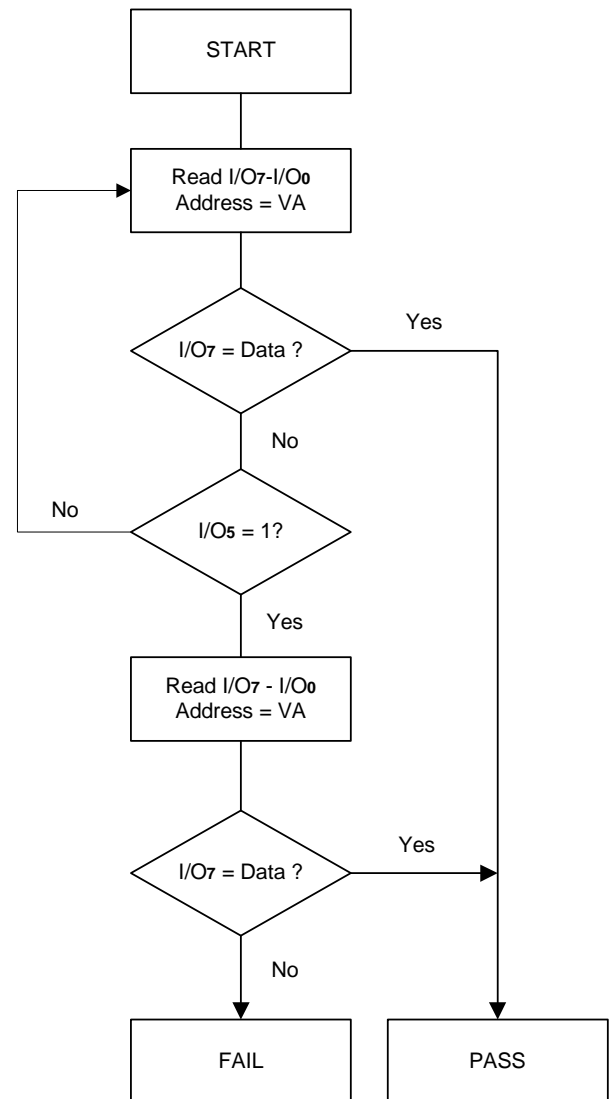 START
Read I/O7-I/O0
Address = VA
I/O7 = Data ?
Yes
No
No
I/O5 = 1?
Yes
Read I/O7 - I/O0
Address = VA
I/O7 = Data ?
Yes
No
FAIL
PASS